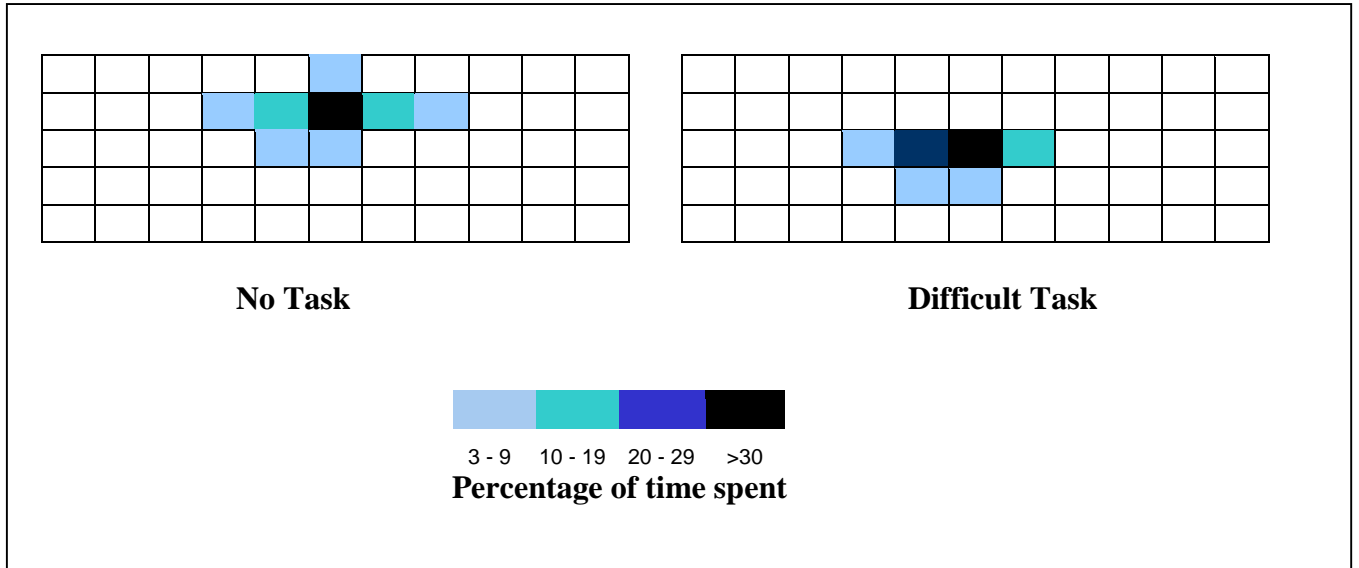 No Task
Difficult Task
3 - 9 10 - 19 20 - 29 >30
Percentage of time spent